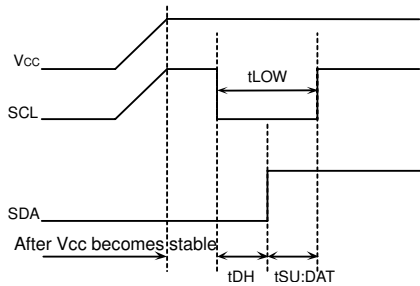 VCC
tLOW
SCL
SDA
After Vcc becomes stable
tDH
tSU:DAT